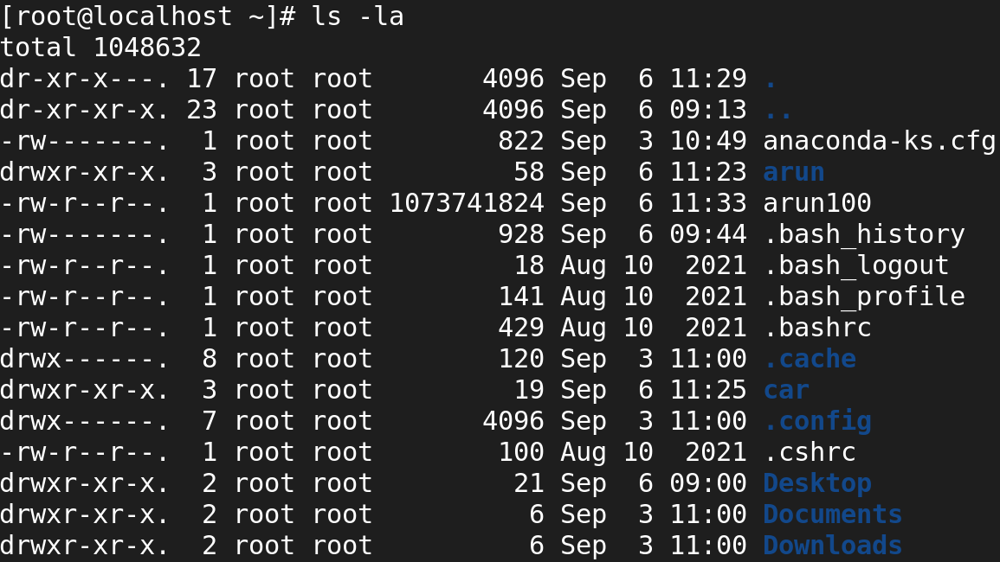 [root@localhost ~]# ls -la
total 1048632
dr-xr-x---. 17 root root       4096 Sep  6 11:29 .
dr-xr-xr-x. 23 root root       4096 Sep  6 09:13 ..
-rw-------.  1 root root        822 Sep  3 10:49 anaconda-ks.cfg
drwxr-xr-x.  3 root root         58 Sep  6 11:23 arun
-rw-r--r--.  1 root root 1073741824 Sep  6 11:33 arun100
-rw-------.  1 root root        928 Sep  6 09:44 .bash_history
-rw-r--r--.  1 root root         18 Aug 10  2021 .bash_logout
-rw-r--r--.  1 root root        141 Aug 10  2021 .bash_profile
-rw-r--r--.  1 root root        429 Aug 10  2021 .bashrc
drwx------.  8 root root        120 Sep  3 11:00 .cache
drwxr-xr-x.  3 root root         19 Sep  6 11:25 car
drwx------.  7 root root       4096 Sep  3 11:00 .config
-rw-r--r--.  1 root root        100 Aug 10  2021 .cshrc
drwxr-xr-x.  2 root root         21 Sep  6 09:00 Desktop
drwxr-xr-x.  2 root root          6 Sep  3 11:00 Documents
drwxr-xr-x.  2 root root          6 Sep  3 11:00 Downloads